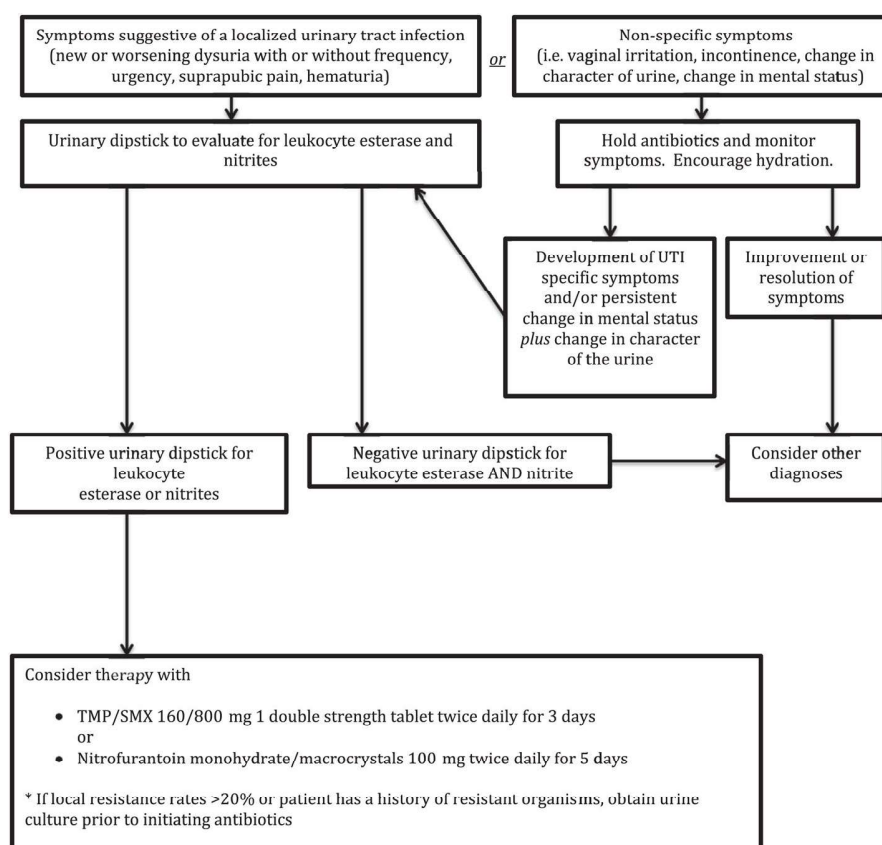 Symptoms suggestive of a localized urinary tract infection
(new or worsening dysuria with or without frequency,
urgency, suprapubic pain, hematuria)
or
Non-specific symptoms
(i.e. vaginal irritation, incontinence, change in
character of urine, change in mental status)
Urinary dipstick to evaluate for leukocyte esterase and
nitrites
Hold antibiotics and monitor
symptoms. Encourage hydration.
Development of UTI
specific symptoms
and/or persistent
change in mental status
plus change in character
of the urine
Improvement or
resolution of
symptoms
Positive urinary dipstick for
leukocyte
esterase or nitrites
Negative urinary dipstick for
leukocyte esterase AND nitrite
Consider other
diagnoses
Consider therapy with
• TMP/SMX 160/800 mg 1 double strength tablet twice daily for 3 days
or
• Nitrofurantoin monohydrate/macrocrystals 100 mg twice daily for 5 days
* If local resistance rates >20% or patient has a history of resistant organisms, obtain urine
culture prior to initiating antibiotics